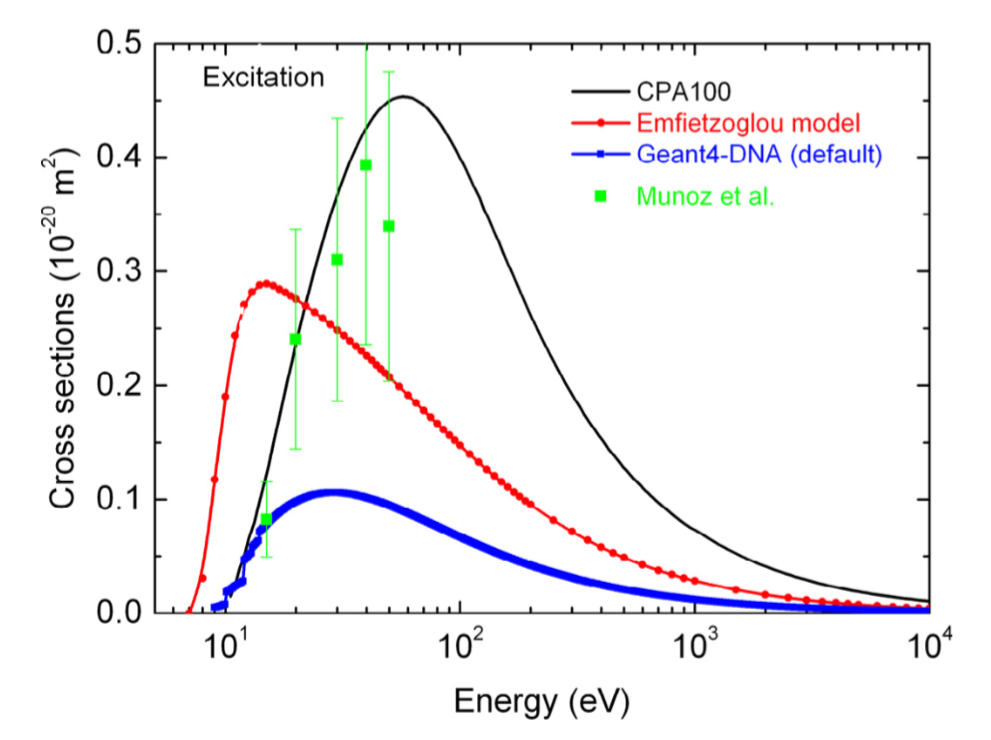 Excitation
CPA100
Emfietzoglou model
Geant4-DNA (default)
Munoz et al.
Cross sections (10⁻²⁰ m²)
0.5
0.4
0.3
0.2
0.1
0.0
10¹ 10² 10³ 10⁴
Energy (eV)